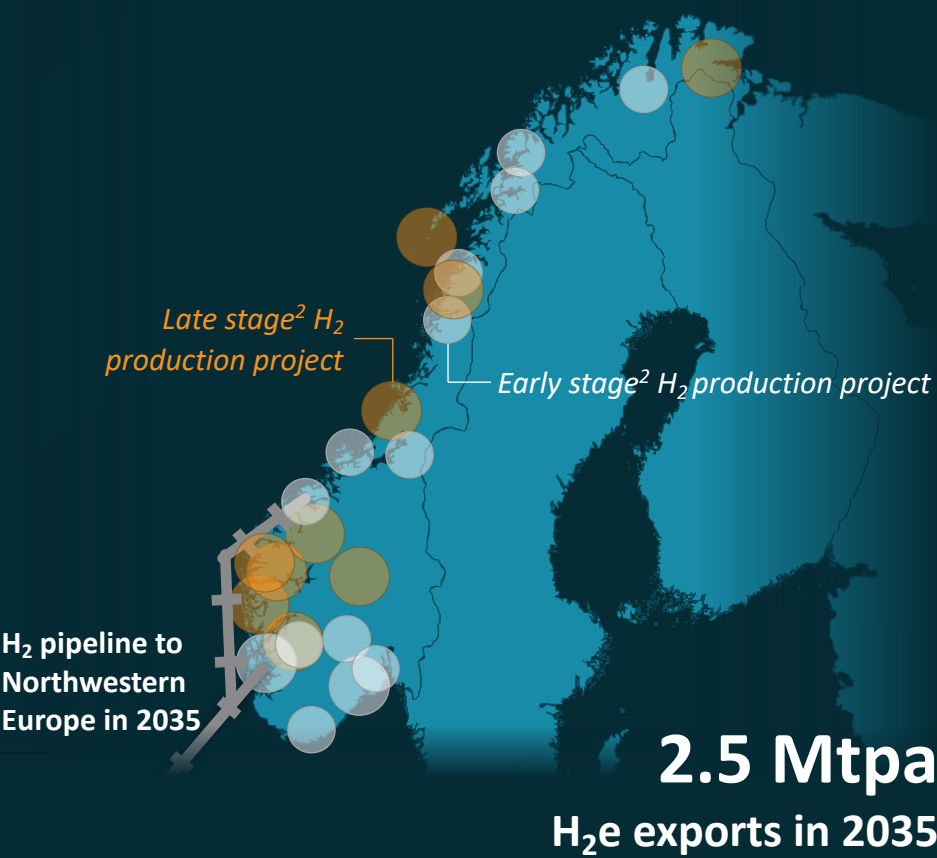 Late stage² H₂
production project
Early stage² H₂ production project
H₂ pipeline to
Northwestern
Europe in 2035
2.5 Mtpa
H₂e exports in 2035